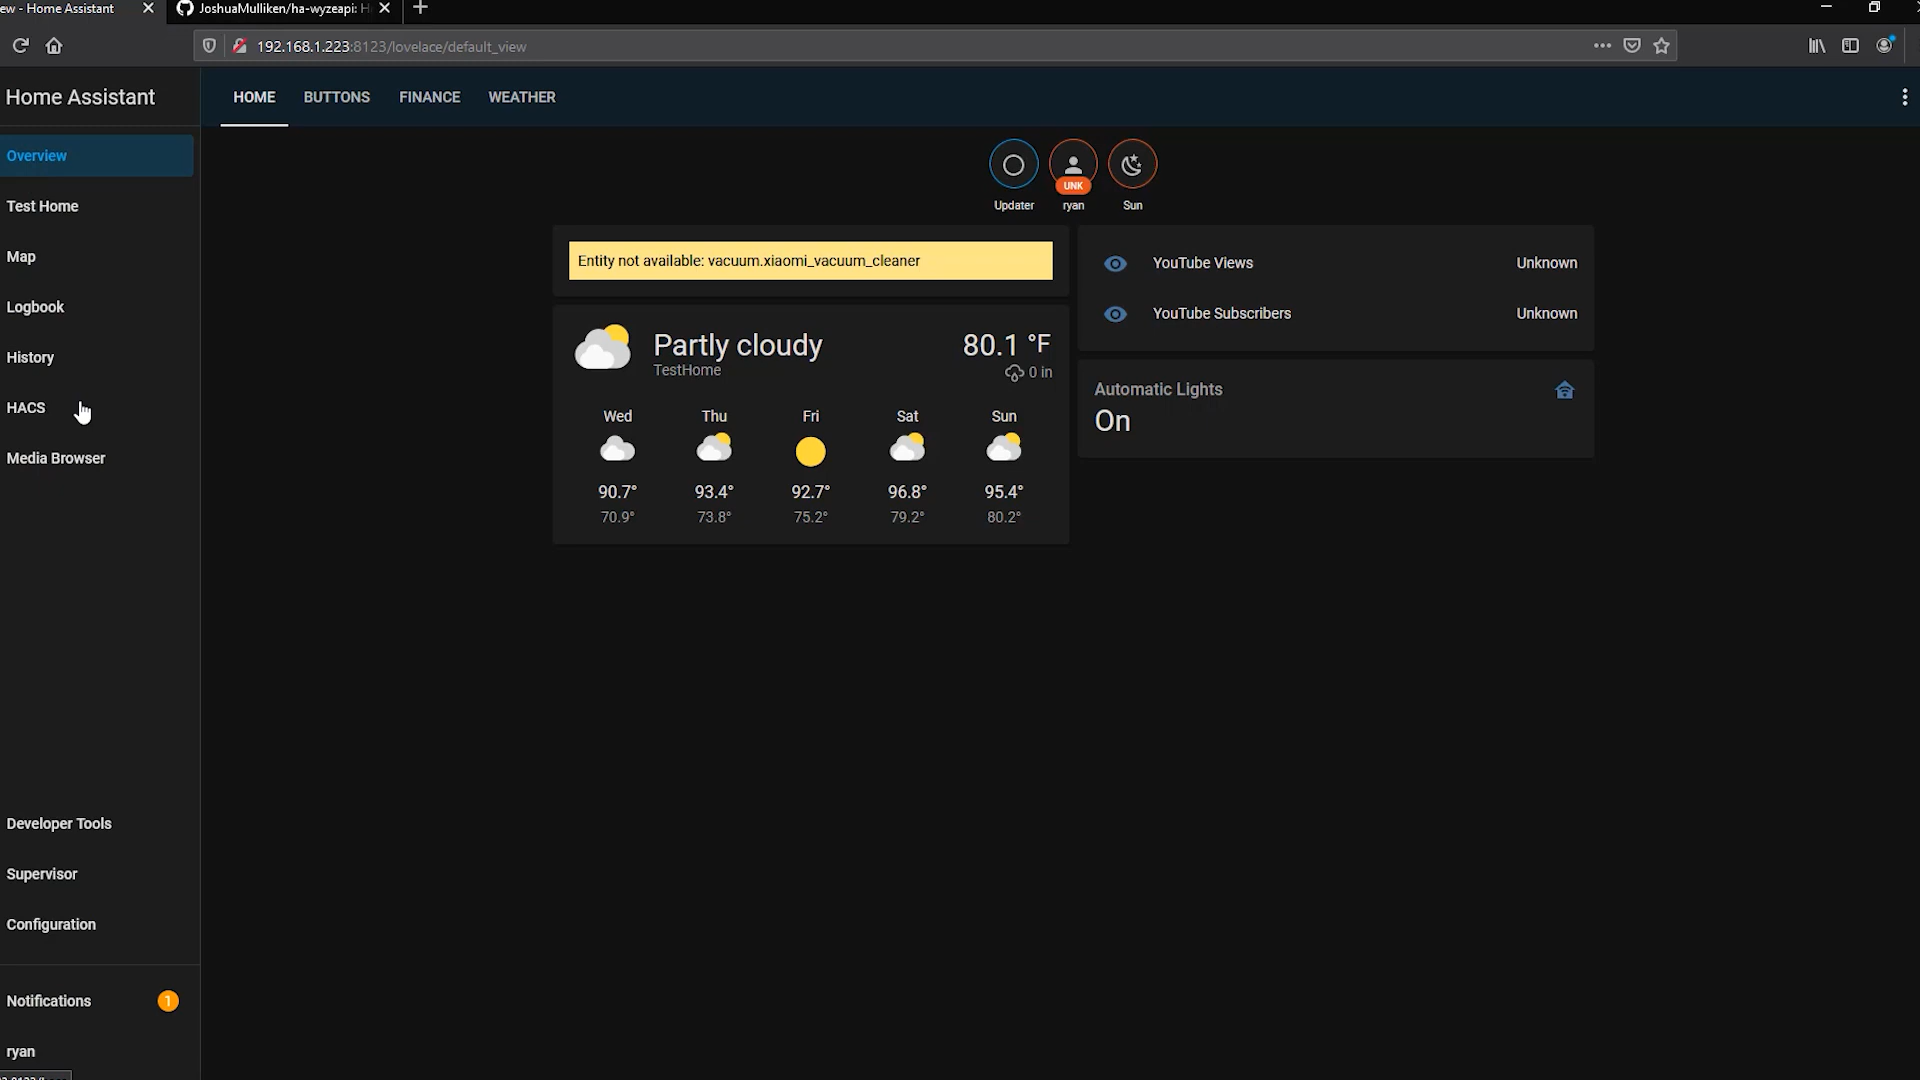 ew - Home Assistant
JoshuaMulliken/ha-wyzeapi: H
192.168.1.223:8123/lovelace/default_view
Home Assistant
HOME
BUTTONS
FINANCE
WEATHER
Overview
Test Home
Map
Logbook
History
HACS
Media Browser
Developer Tools
Supervisor
Configuration
Notifications
1
ryan
Updater
UNK
ryan
Sun
Entity not available: vacuum.xiaomi_vacuum_cleaner
Partly cloudy
TestHome
80.1 °F
0 in
Wed Thu Fri Sat Sun
90.7° 93.4° 92.7° 96.8° 95.4°
70.9° 73.8° 75.2° 79.2° 80.2°
YouTube Views Unknown
YouTube Subscribers Unknown
Automatic Lights
On